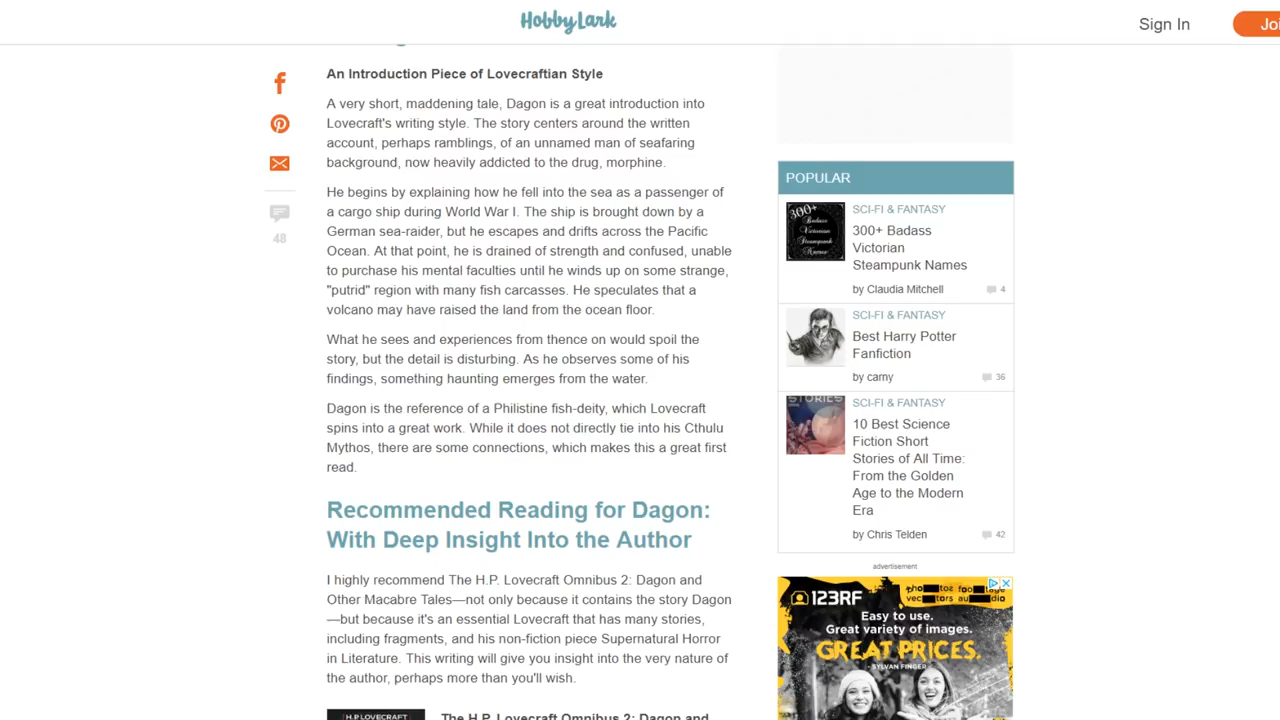 HobbyLark
Sign In
Joi
An Introduction Piece of Lovecraftian Style
A very short, maddening tale, Dagon is a great introduction into
Lovecraft's writing style. The story centers around the written
account, perhaps ramblings, of an unnamed man of seafaring
background, now heavily addicted to the drug, morphine.
He begins by explaining how he fell into the sea as a passenger of
a cargo ship during World War I. The ship is brought down by a
German sea-raider, but he escapes and drifts across the Pacific
Ocean. At that point, he is drained of strength and confused, unable
to purchase his mental faculties until he winds up on some strange,
"putrid" region with many fish carcasses. He speculates that a
volcano may have raised the land from the ocean floor.
What he sees and experiences from thence on would spoil the
story, but the detail is disturbing. As he observes some of his
findings, something haunting emerges from the water.
Dagon is the reference of a Philistine fish-deity, which Lovecraft
spins into a great work. While it does not directly tie into his Cthulu
Mythos, there are some connections, which makes this a great first
read.
Recommended Reading for Dagon:
With Deep Insight Into the Author
I highly recommend The H.P. Lovecraft Omnibus 2: Dagon and
Other Macabre Tales—not only because it contains the story Dagon
—but because it's an essential Lovecraft that has many stories,
including fragments, and his non-fiction piece Supernatural Horror
in Literature. This writing will give you insight into the very nature of
the author, perhaps more than you'll wish.
H.P. LOVECRAFT
The H.P. Lovecraft Omnibus 2: Dagon and
48
POPULAR
300+
Badass
Victorian
Steampunk
Names
SCI-FI & FANTASY
300+ Badass
Victorian
Steampunk Names
by Claudia Mitchell
4
SCI-FI & FANTASY
Best Harry Potter
Fanfiction
by carny
36
STORIES
SCI-FI & FANTASY
10 Best Science
Fiction Short
Stories of All Time:
From the Golden
Age to the Modern
Era
by Chris Telden
42
advertisement
123RF
Easy to use.
Great variety of images.
GREAT PRICES.
- SYLVAN FINGER -